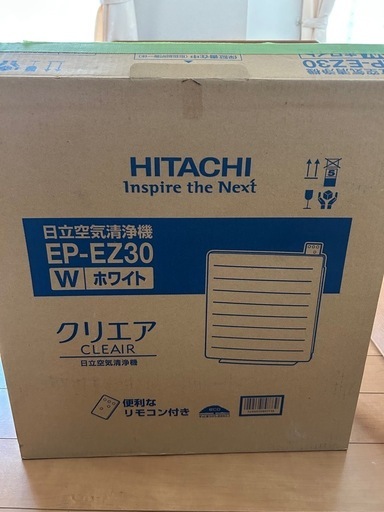 EP-EZ30
HITACHI
Inspire the Next
5
日立空気清浄機
EP-EZ30
W ホワイト
クリエア
CLEAIR
日立空気清浄機
便利な
リモコン付き